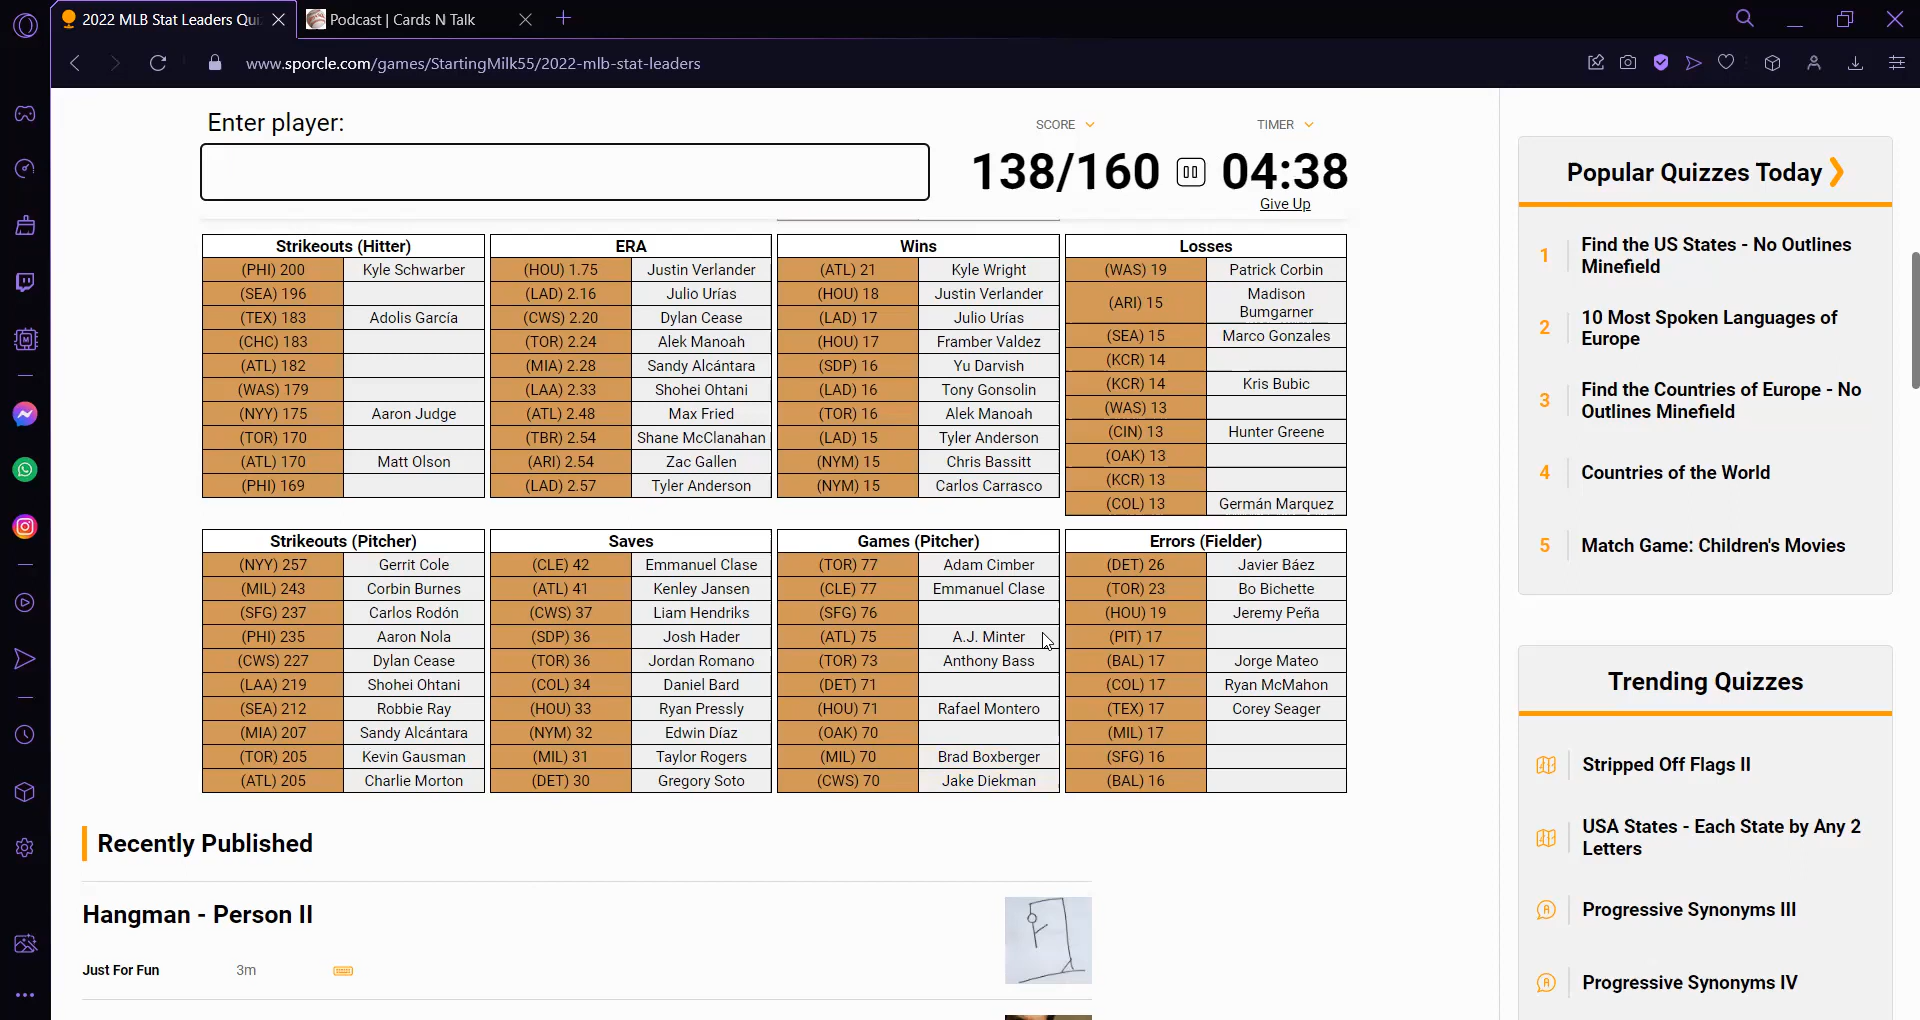 2022 MLB Stat Leaders Qui
Podcast | Cards N Talk
www.sporcle.com/games/StartingMilk55/2022-mlb-stat-leaders
Enter player:
SCORE
TIMER
138/160
04:38
Give Up
Strikeouts (Hitter)
(PHI) 200 Kyle Schwarber
(SEA) 196
(TEX) 183 Adolis García
(CHC) 183
(ATL) 182
(WAS) 179
(NYY) 175 Aaron Judge
(TOR) 170
(ATL) 170 Matt Olson
(PHI) 169
ERA
(HOU) 1.75 Justin Verlander
(LAD) 2.16 Julio Urías
(CWS) 2.20 Dylan Cease
(TOR) 2.24 Alek Manoah
(MIA) 2.28 Sandy Alcántara
(LAA) 2.33 Shohei Ohtani
(ATL) 2.48 Max Fried
(TBR) 2.54 Shane McClanahan
(ARI) 2.54 Zac Gallen
(LAD) 2.57 Tyler Anderson
Wins
(ATL) 21 Kyle Wright
(HOU) 18 Justin Verlander
(LAD) 17 Julio Urías
(HOU) 17 Framber Valdez
(SDP) 16 Yu Darvish
(LAD) 16 Tony Gonsolin
(TOR) 16 Alek Manoah
(LAD) 15 Tyler Anderson
(NYM) 15 Chris Bassitt
(NYM) 15 Carlos Carrasco
Losses
(WAS) 19 Patrick Corbin
(ARI) 15 Madison
Bumgarner
(SEA) 15 Marco Gonzales
(KCR) 14
(KCR) 14 Kris Bubic
(WAS) 13
(CIN) 13 Hunter Greene
(OAK) 13
(KCR) 13
(COL) 13 Germán Marquez
Strikeouts (Pitcher)
(NYY) 257 Gerrit Cole
(MIL) 243 Corbin Burnes
(SFG) 237 Carlos Rodón
(PHI) 235 Aaron Nola
(CWS) 227 Dylan Cease
(LAA) 219 Shohei Ohtani
(SEA) 212 Robbie Ray
(MIA) 207 Sandy Alcántara
(TOR) 205 Kevin Gausman
(ATL) 205 Charlie Morton
Saves
(CLE) 42 Emmanuel Clase
(ATL) 41 Kenley Jansen
(CWS) 37 Liam Hendriks
(SDP) 36 Josh Hader
(TOR) 36 Jordan Romano
(COL) 34 Daniel Bard
(HOU) 33 Ryan Pressly
(NYM) 32 Edwin Díaz
(MIL) 31 Taylor Rogers
(DET) 30 Gregory Soto
Games (Pitcher)
(TOR) 77 Adam Cimber
(CLE) 77 Emmanuel Clase
(SFG) 76
(ATL) 75 A.J. Minter
(TOR) 73 Anthony Bass
(DET) 71
(HOU) 71 Rafael Montero
(OAK) 70
(MIL) 70 Brad Boxberger
(CWS) 70 Jake Diekman
Errors (Fielder)
(DET) 26 Javier Báez
(TOR) 23 Bo Bichette
(HOU) 19 Jeremy Peña
(PIT) 17
(BAL) 17 Jorge Mateo
(COL) 17 Ryan McMahon
(TEX) 17 Corey Seager
(MIL) 17
(SFG) 16
(BAL) 16
Recently Published
Hangman - Person II
Just For Fun 3m
Popular Quizzes Today
1 Find the US States - No Outlines
Minefield
2 10 Most Spoken Languages of
Europe
3 Find the Countries of Europe - No
Outlines Minefield
4 Countries of the World
5 Match Game: Children's Movies
Trending Quizzes
Stripped Off Flags II
USA States - Each State by Any 2
Letters
Progressive Synonyms III
Progressive Synonyms IV